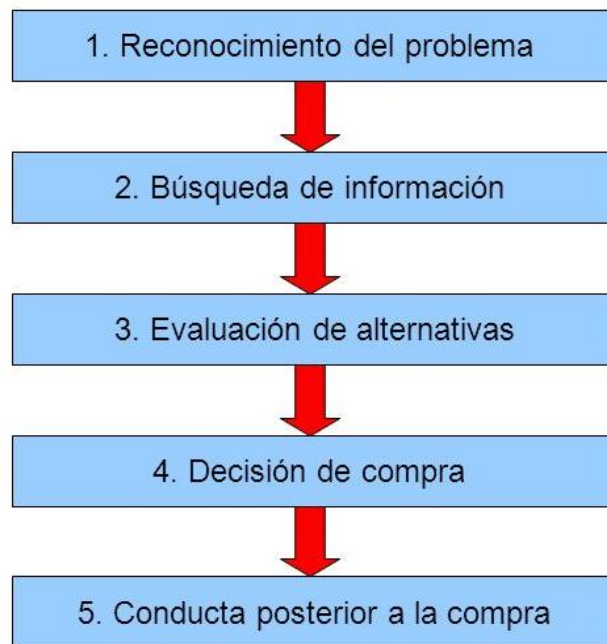 1. Reconocimiento del problema
2. Búsqueda de información
3. Evaluación de alternativas
4. Decisión de compra
5. Conducta posterior a la compra